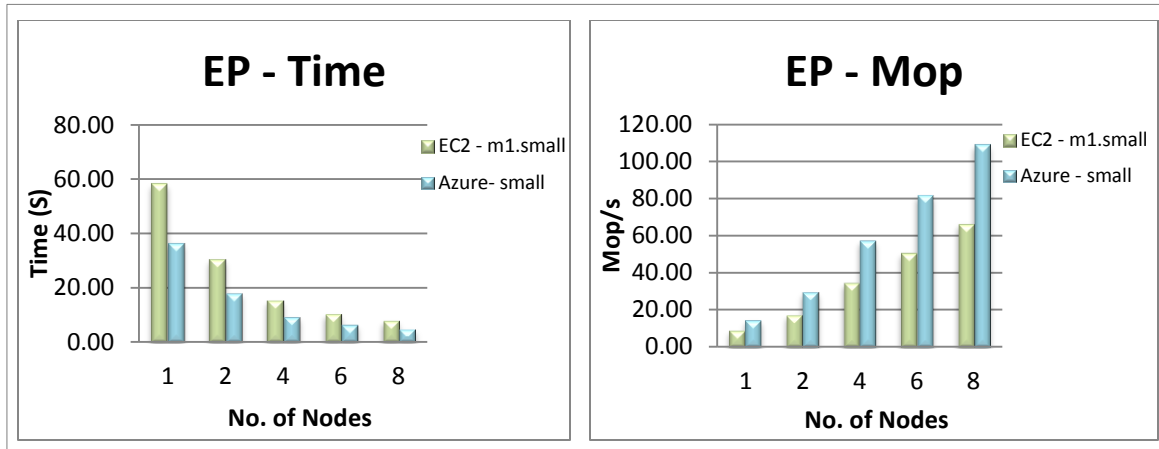 EP - Time
80.00
60.00
40.00
20.00
0.00
Time (S)
1 2 4 6 8
No. of Nodes
EC2 - m1.small
Azure- small
EP - Mop
120.00
100.00
80.00
60.00
40.00
20.00
0.00
Mop/s
1 2 4 6 8
No. of Nodes
EC2 - m1.small
Azure - small